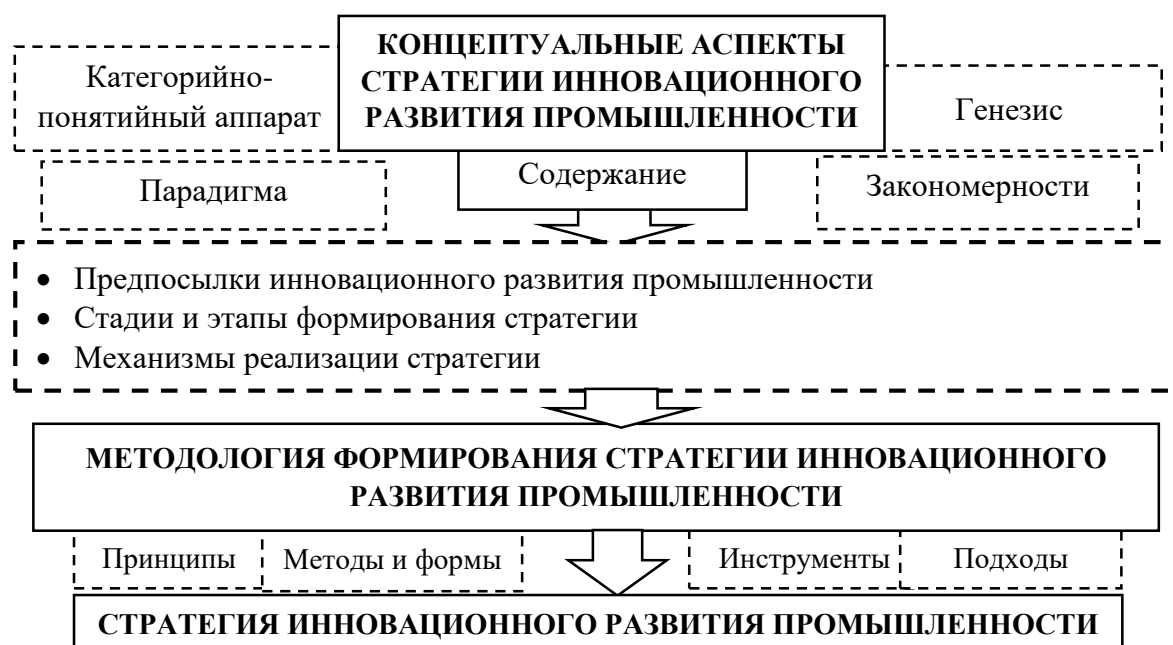 КОНЦЕПТУАЛЬНЫЕ АСПЕКТЫ
СТРАТЕГИИ ИННОВАЦИОННОГО
РАЗВИТИЯ ПРОМЫШЛЕННОСТИ
Категорийно-
понятийный аппарат
Генезис
Парадигма
Содержание
Закономерности
• Предпосылки инновационного развития промышленности
• Стадии и этапы формирования стратегии
• Механизмы реализации стратегии
МЕТОДОЛОГИЯ ФОРМИРОВАНИЯ СТРАТЕГИИ ИННОВАЦИОННОГО
РАЗВИТИЯ ПРОМЫШЛЕННОСТИ
Принципы
Методы и формы
Инструменты
Подходы
СТРАТЕГИЯ ИННОВАЦИОННОГО РАЗВИТИЯ ПРОМЫШЛЕННОСТИ